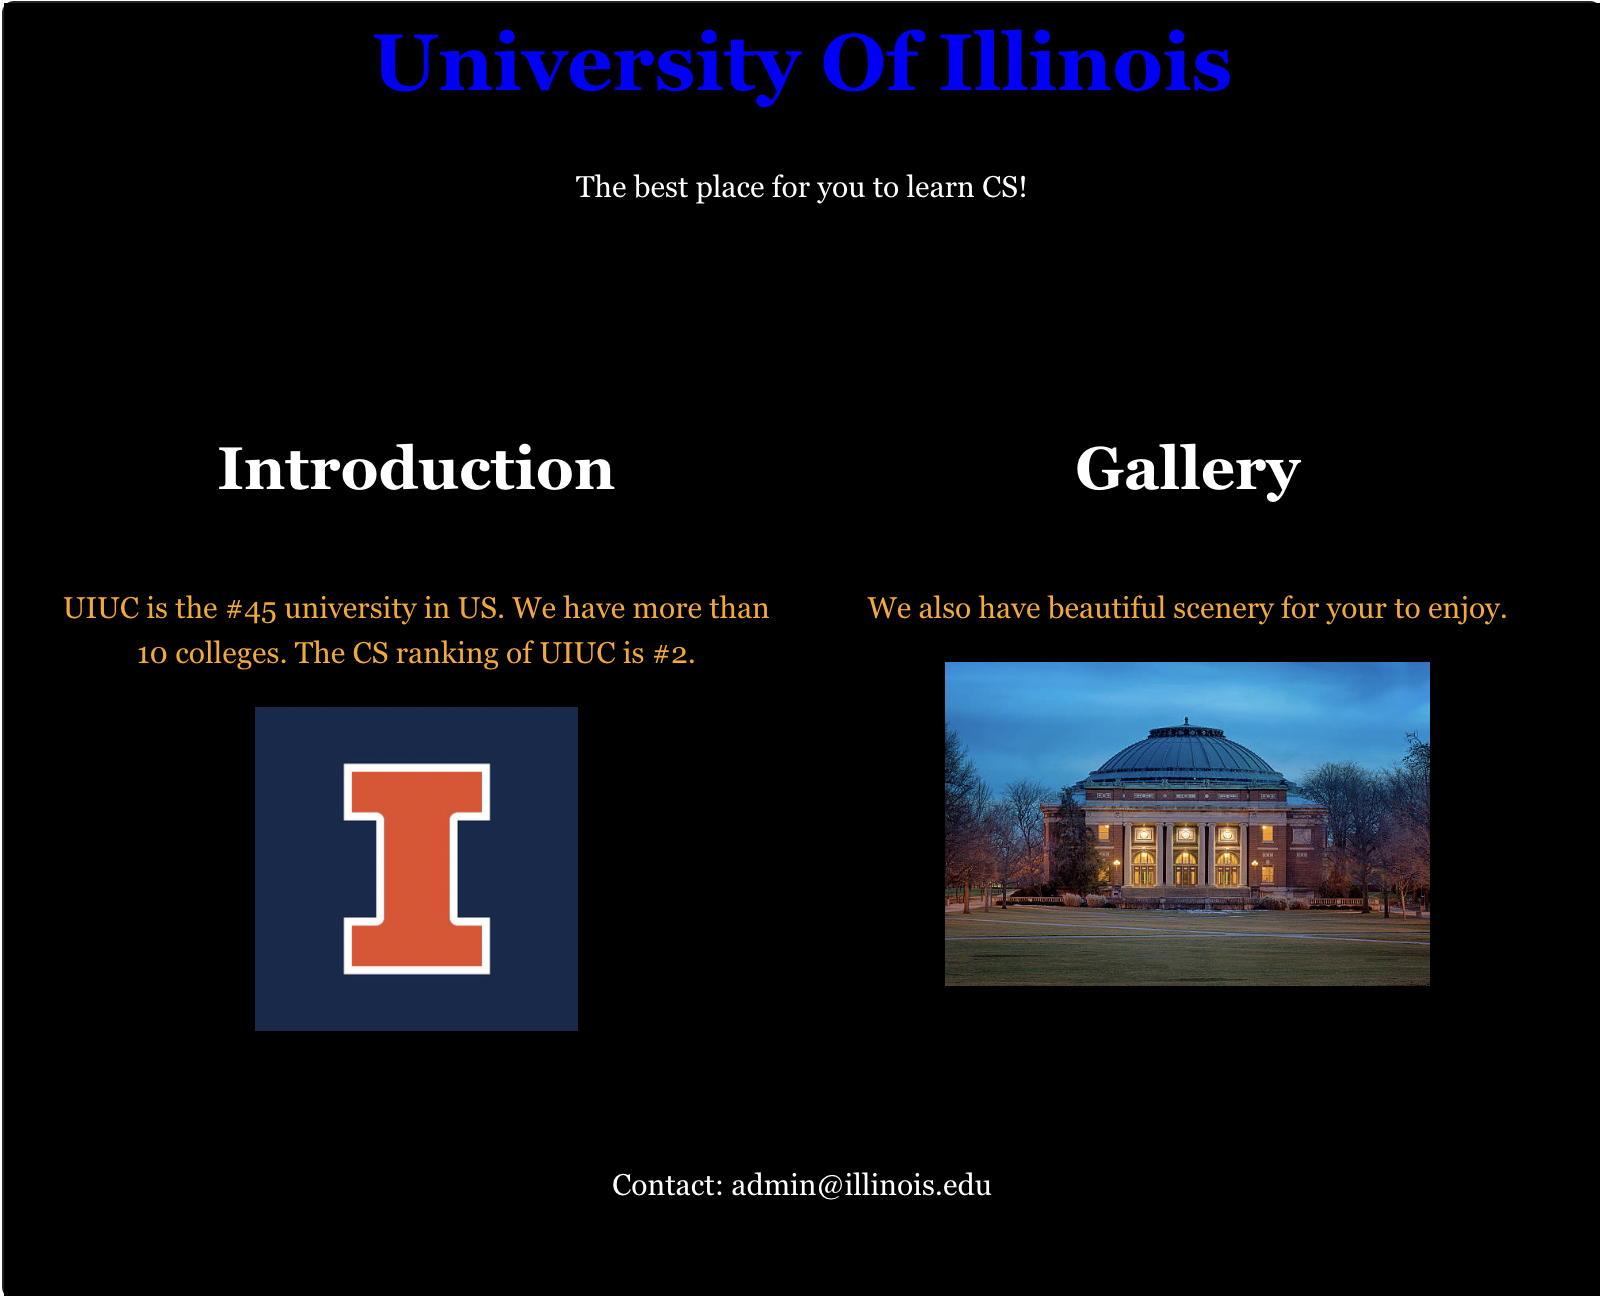 University Of Illinois
The best place for you to learn CS!
Introduction
UIUC is the #45 university in US. We have more than
10 colleges. The CS ranking of UIUC is #2.
I
Gallery
We also have beautiful scenery for your to enjoy.
Contact: admin@illinois.edu